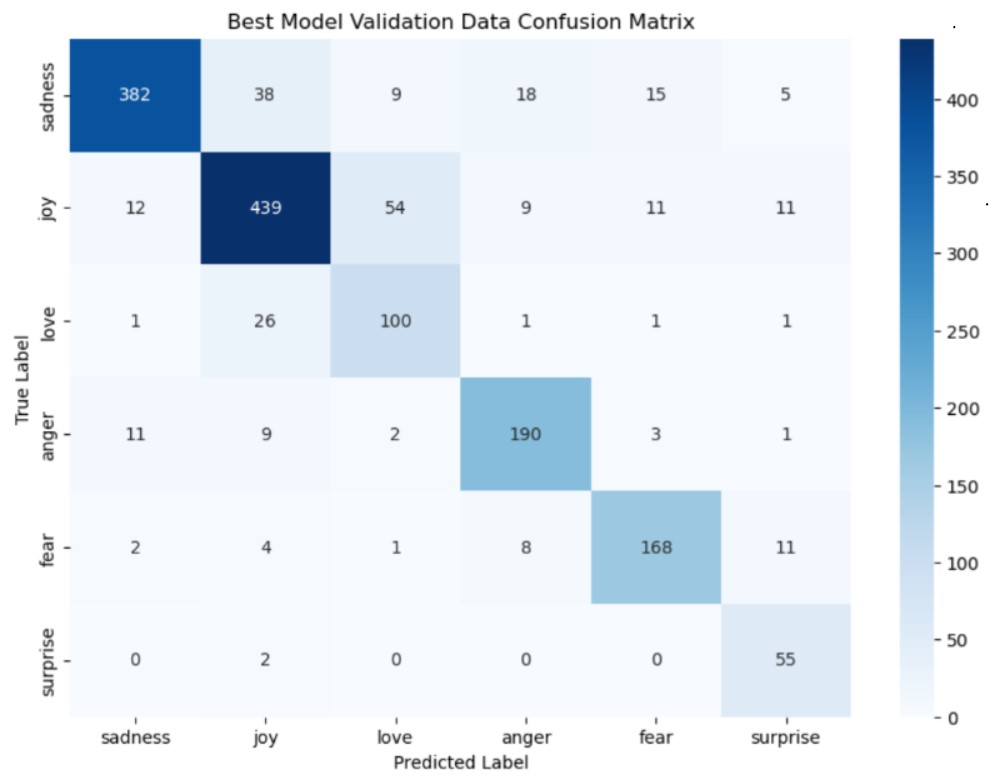 Best Model Validation Data Confusion Matrix
sadness 382 38 9 18 15 5
joy 12 439 54 9 11 11
love 1 26 100 1 1 1
anger 11 9 2 190 3 1
fear 2 4 1 8 168 11
surprise 0 2 0 0 0 55
sadness joy love anger fear surprise
Predicted Label
True Label
400
350
300
250
200
150
100
50
0